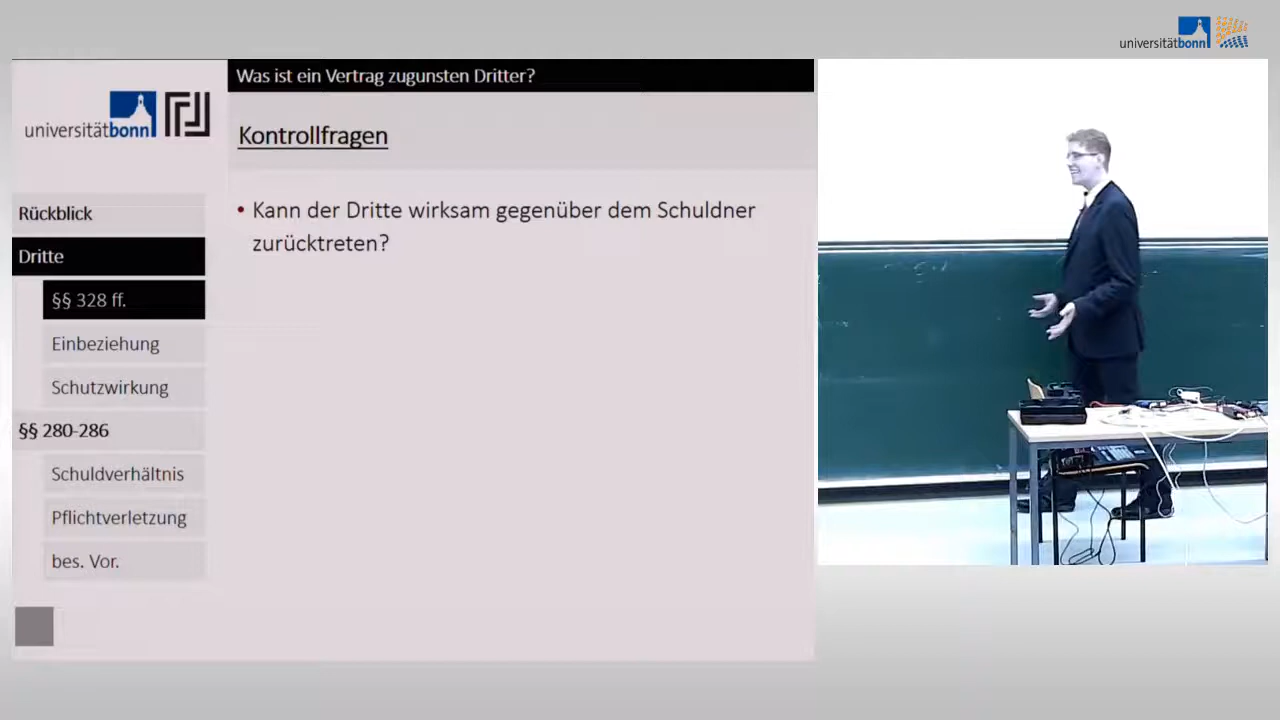 universitätbonn
Was ist ein Vertrag zugunsten Dritter?
universitätbonn
Kontrollfragen
Rückblick
Dritte
§§ 328 ff.
Einbeziehung
Schutzwirkung
§§ 280-286
Schuldverhältnis
Pflichtverletzung
bes. Vor.
• Kann der Dritte wirksam gegenüber dem Schuldner
zurücktreten?